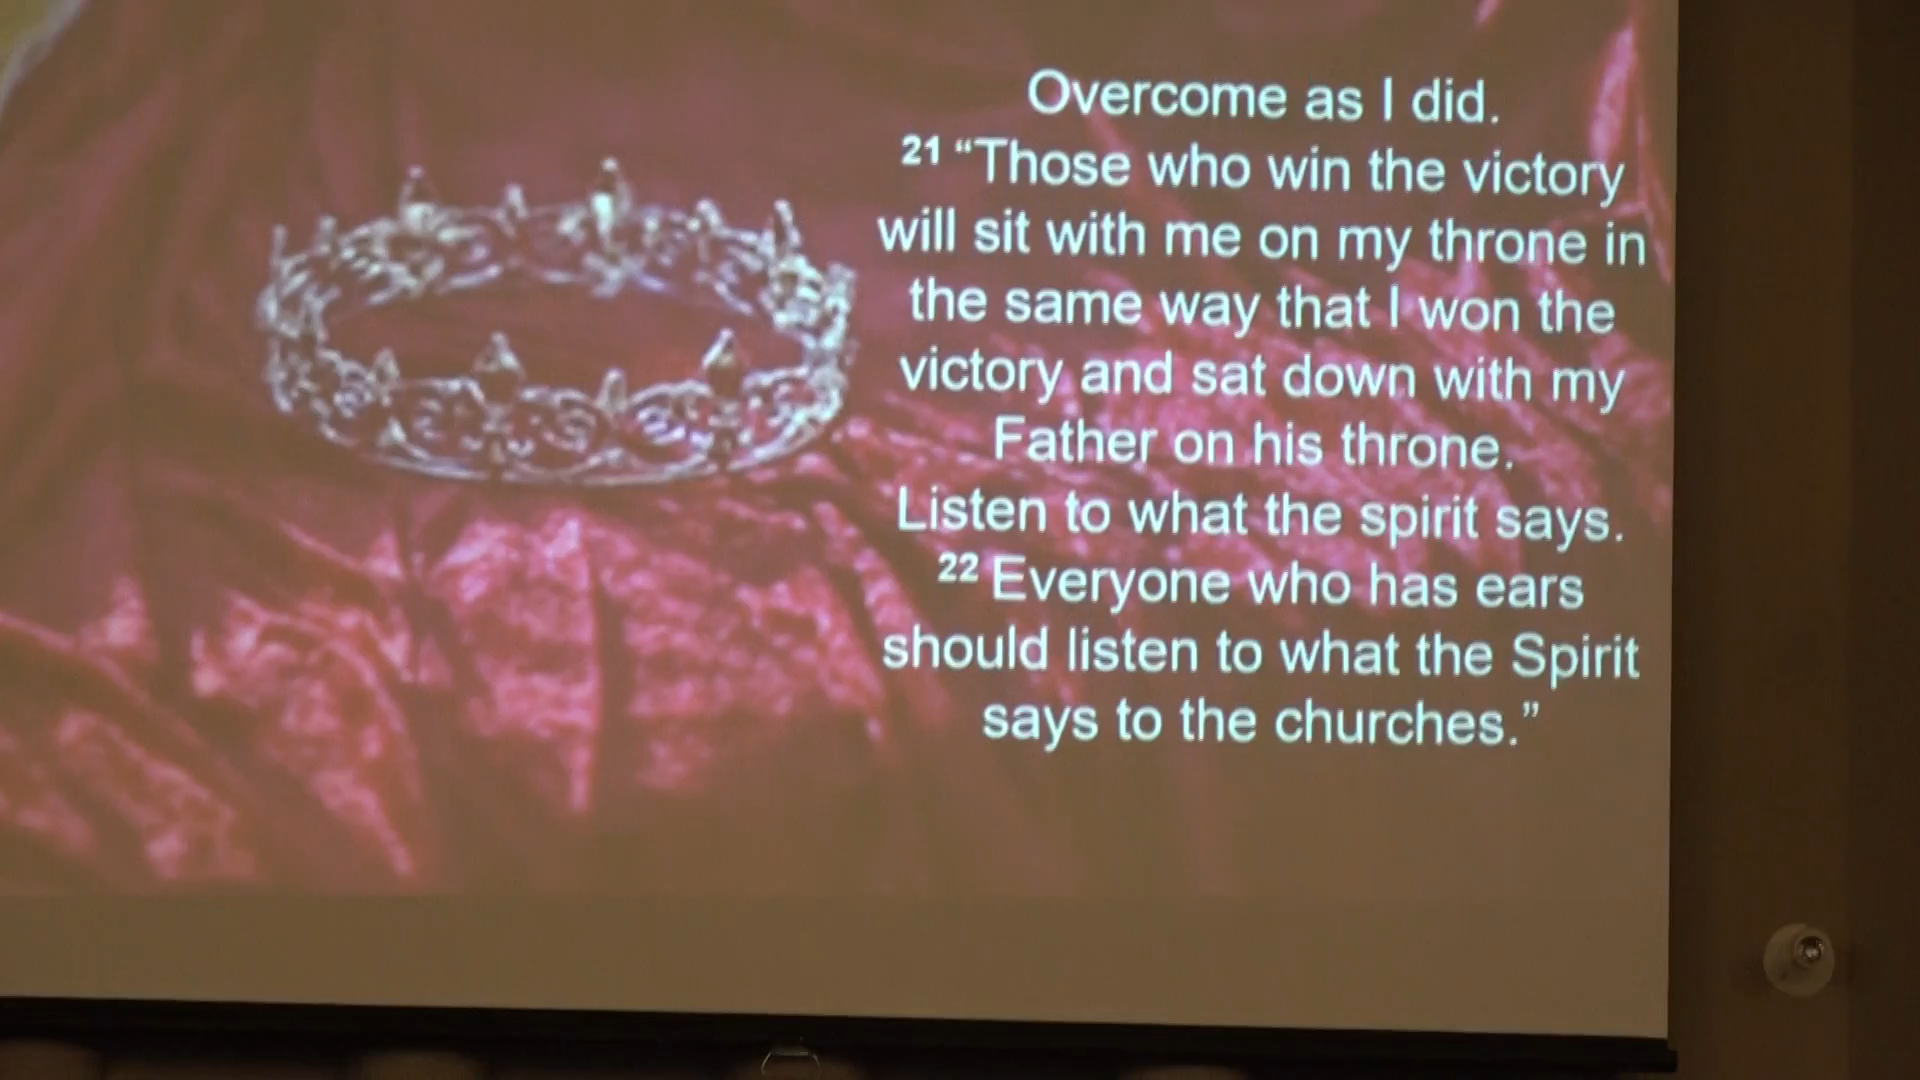 Overcome as I did.
21 “Those who win the victory
will sit with me on my throne in
the same way that I won the
victory and sat down with my
Father on his throne.
Listen to what the spirit says.
22 Everyone who has ears
should listen to what the Spirit
says to the churches.”